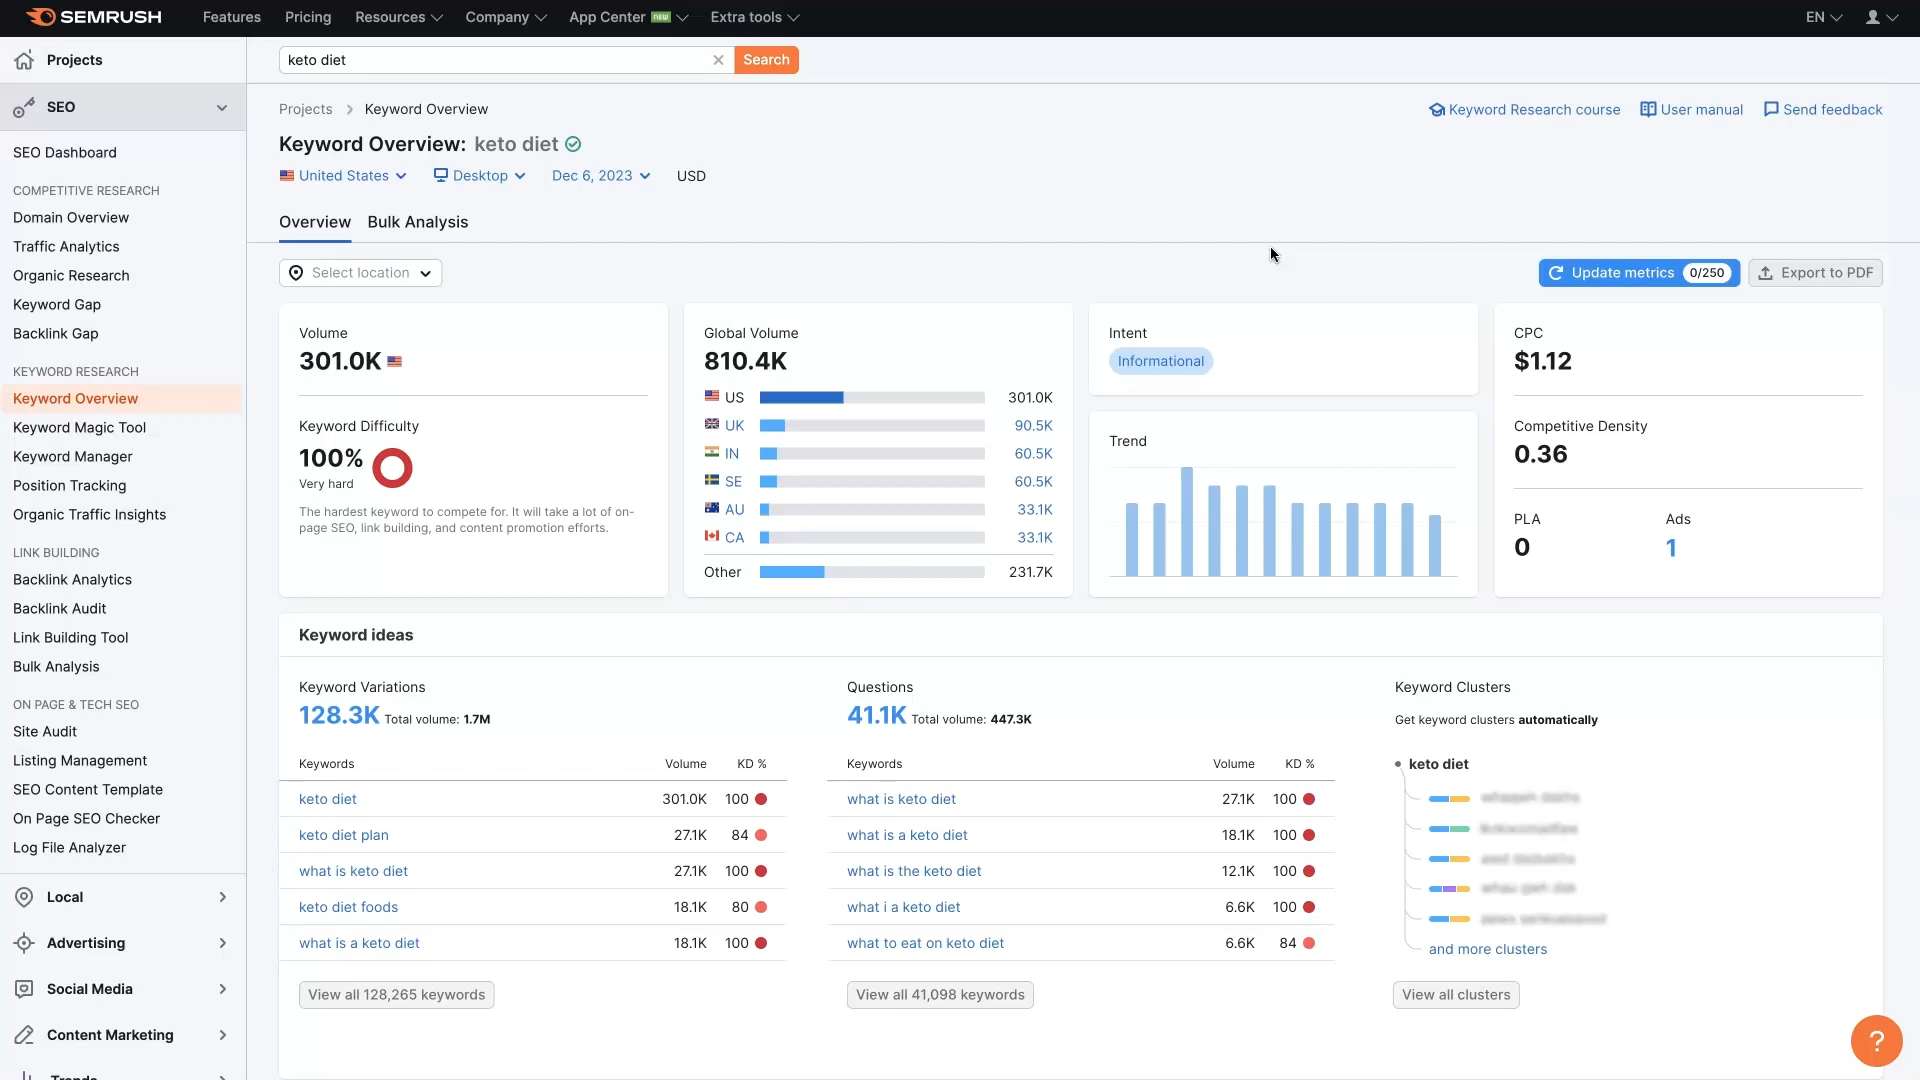 SEMRUSH
Features
Pricing
Resources
Company
App Center new
Extra tools
EN
Projects
SEO
SEO Dashboard
COMPETITIVE RESEARCH
Domain Overview
Traffic Analytics
Organic Research
Keyword Gap
Backlink Gap
KEYWORD RESEARCH
Keyword Overview
Keyword Magic Tool
Keyword Manager
Position Tracking
Organic Traffic Insights
LINK BUILDING
Backlink Analytics
Backlink Audit
Link Building Tool
Bulk Analysis
ON PAGE & TECH SEO
Site Audit
Listing Management
SEO Content Template
On Page SEO Checker
Log File Analyzer
Local
Advertising
Social Media
Content Marketing
Trends
keto diet
Search
Projects > Keyword Overview
Keyword Research course
User manual
Send feedback
Keyword Overview: keto diet
United States
Desktop
Dec 6, 2023
USD
Overview
Bulk Analysis
Select location
Update metrics 0/250
Export to PDF
Volume
301.0K
Keyword Difficulty
100%
Very hard
The hardest keyword to compete for. It will take a lot of on-
page SEO, link building, and content promotion efforts.
Global Volume
810.4K
US 301.0K
UK 90.5K
IN 60.5K
SE 60.5K
AU 33.1K
CA 33.1K
Other 231.7K
Intent
Informational
Trend
CPC
$1.12
Competitive Density
0.36
PLA
0
Ads
1
Keyword ideas
Keyword Variations
128.3K Total volume: 1.7M
Keywords Volume KD %
keto diet 301.0K 100
keto diet plan 27.1K 84
what is keto diet 27.1K 100
keto diet foods 18.1K 80
what is a keto diet 18.1K 100
View all 128,265 keywords
Questions
41.1K Total volume: 447.3K
Keywords Volume KD %
what is keto diet 27.1K 100
what is a keto diet 18.1K 100
what is the keto diet 12.1K 100
what i a keto diet 6.6K 100
what to eat on keto diet 6.6K 84
View all 41,098 keywords
Keyword Clusters
Get keyword clusters automatically
keto diet
and more clusters
View all clusters
?